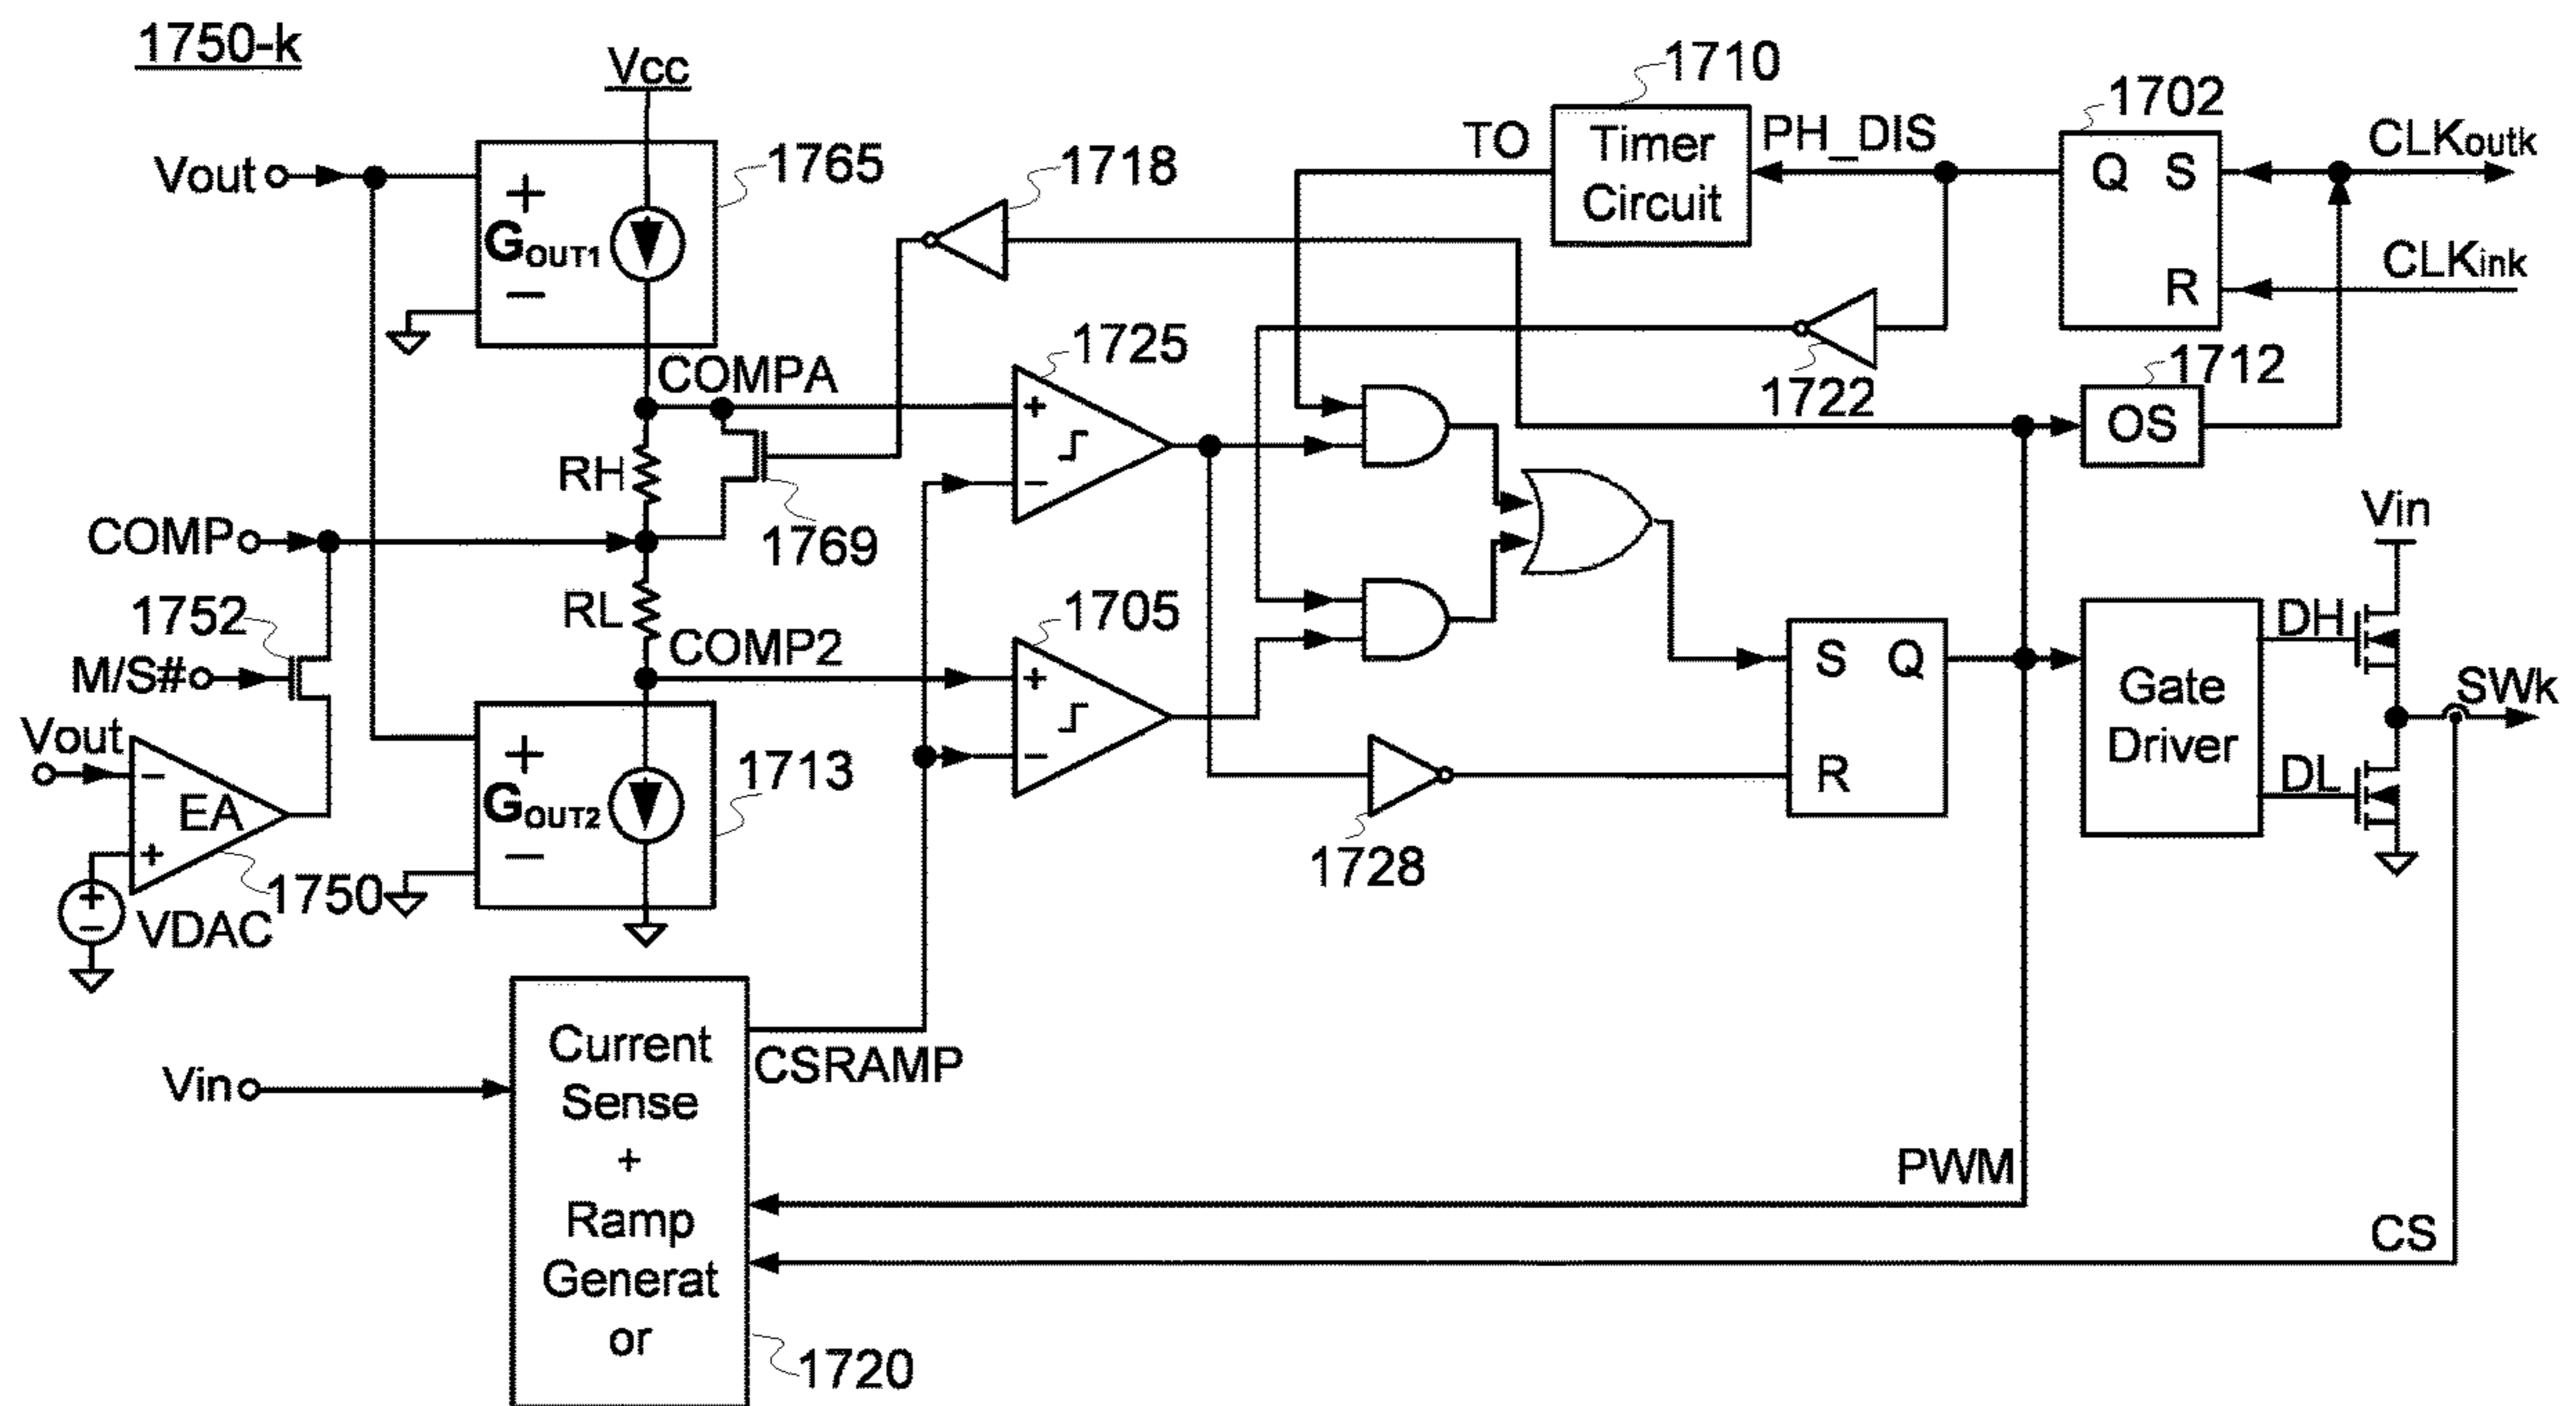 1750-k
Vcc
1710
1702
TO
Timer
Circuit
PH_DIS
Q S
R
CLKoutk
CLKink
Vout
+
GOUT1
−
1765
1718
COMPA
1725
+
−
1722
1712
OS
RH
1769
COMP
RL
1752
M/S#
COMP2
1705
+
−
S Q
R
Gate
Driver
Vin
DH
SWk
DL
Vout
−
EA
+
1750
+
−
VDAC
+
GOUT2
−
1713
1728
Vin
Current
Sense
+
Ramp
Generat
or
CSRAMP
1720
PWM
CS